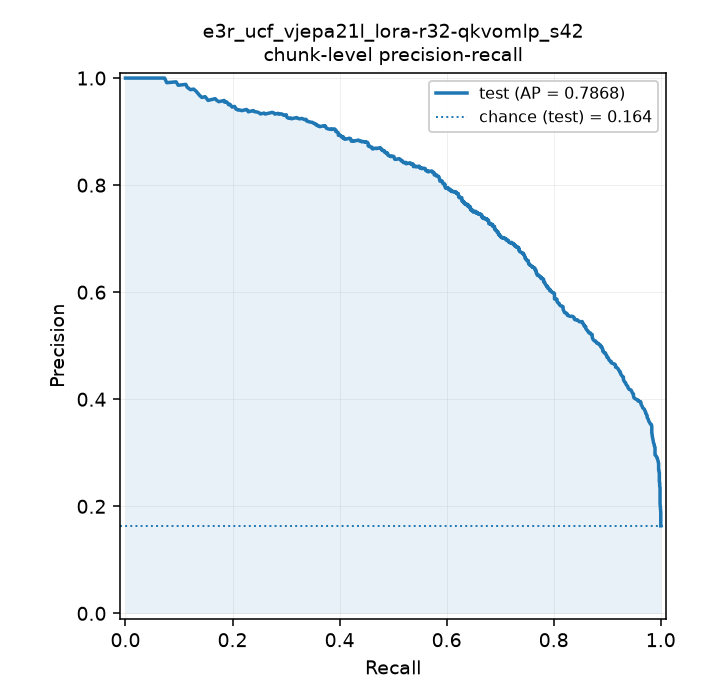 e3r_ucf_vjepa21l_lora-r32-qkvomlp_s42
chunk-level precision-recall
test (AP = 0.7868)
chance (test) = 0.164
Precision
1.0
0.8
0.6
0.4
0.2
0.0
0.0 0.2 0.4 0.6 0.8 1.0
Recall